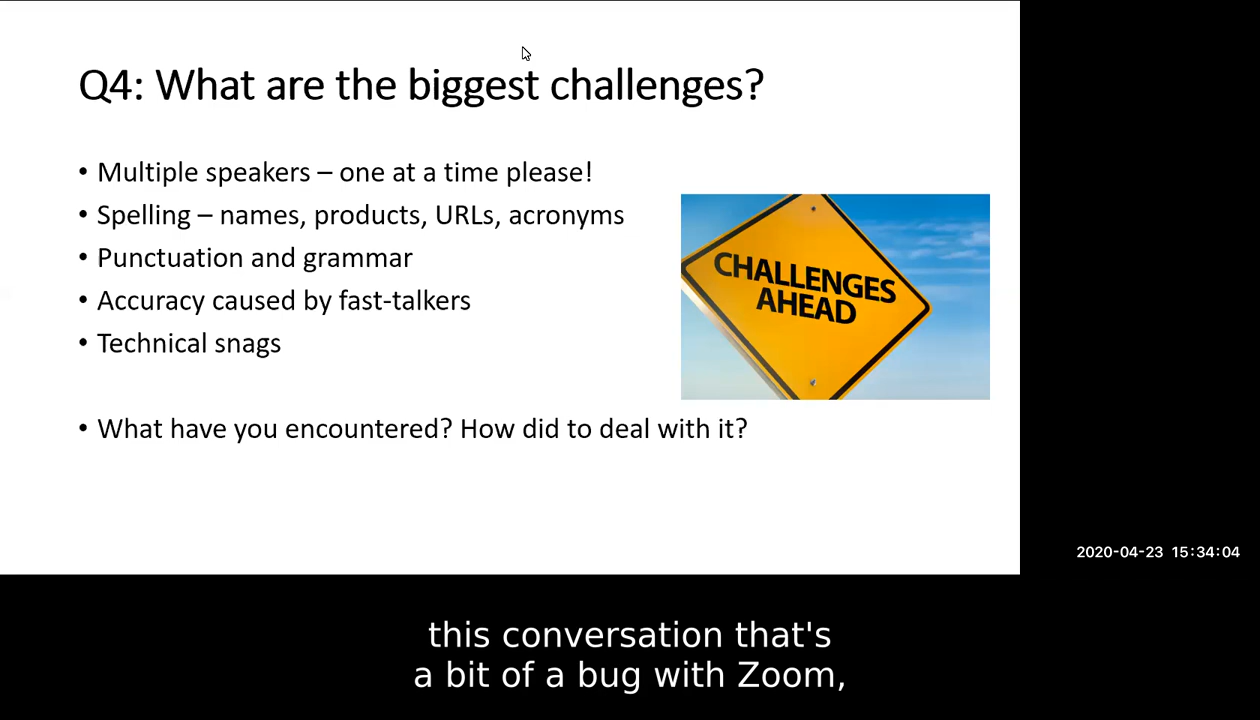 Q4: What are the biggest challenges?
• Multiple speakers – one at a time please!
• Spelling – names, products, URLs, acronyms
• Punctuation and grammar
• Accuracy caused by fast-talkers
• Technical snags
• What have you encountered? How did to deal with it?
CHALLENGES
AHEAD
2020-04-23 15:34:04
this conversation that's
a bit of a bug with Zoom,